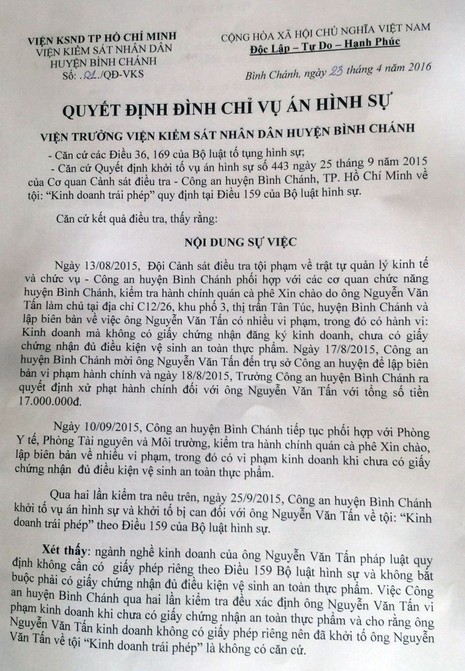 VIỆN KSND TP HỒ CHÍ MINH
VIỆN KIỂM SÁT NHÂN DÂN
HUYỆN BÌNH CHÁNH
Số: .01./QĐ-VKS
CỘNG HÒA XÃ HỘI CHỦ NGHĨA VIỆT NAM
Độc Lập – Tự Do – Hạnh Phúc
Bình Chánh, ngày 23 tháng 4 năm 2016
QUYẾT ĐỊNH ĐÌNH CHỈ VỤ ÁN HÌNH SỰ
VIỆN TRƯỞNG VIỆN KIỂM SÁT NHÂN DÂN HUYỆN BÌNH CHÁNH
- Căn cứ các Điều 36, 169 của Bộ luật tố tụng hình sự;
- Căn cứ Quyết định khởi tố vụ án hình sự số 443 ngày 25 tháng 9 năm 2015
của Cơ quan Cảnh sát điều tra - Công an huyện Bình Chánh, TP. Hồ Chí Minh về
tội: “Kinh doanh trái phép” quy định tại Điều 159 của Bộ luật hình sự.
Căn cứ kết quả điều tra, thấy rằng:
NỘI DUNG SỰ VIỆC
Ngày 13/08/2015, Đội Cảnh sát điều tra tội phạm về trật tự quản lý kinh tế
và chức vụ - Công an huyện Bình Chánh phối hợp với các cơ quan chức năng
huyện Bình Chánh, kiểm tra hành chính quán cà phê Xin chào do ông Nguyễn Văn
Tấn làm chủ tại địa chỉ C12/26, khu phố 3, thị trấn Tân Túc, huyện Bình Chánh và
lập biên bản về việc ông Nguyễn Văn Tấn có nhiều vi phạm, trong đó có hành vi:
Kinh doanh mà không có giấy chứng nhận đăng ký kinh doanh, chưa có giấy
chứng nhận đủ điều kiện vệ sinh an toàn thực phẩm. Ngày 17/8/2015, Công an
huyện Bình Chánh mời ông Nguyễn Văn Tấn đến trụ sở Công an huyện để lập biên
bản vi phạm hành chính và ngày 18/8/2015, Trưởng Công an huyện Bình Chánh ra
quyết định xử phạt hành chính đối với ông Nguyễn Văn Tấn với tổng số tiền
17.000.000đ.
Ngày 10/09/2015, Công an huyện Bình Chánh tiếp tục phối hợp với Phòng
Y tế, Phòng Tài nguyên và Môi trường, kiểm tra hành chính quán cà phê Xin chào,
lập biên bản về nhiều vi phạm, trong đó có vi phạm kinh doanh khi chưa có giấy
chứng nhận đủ điều kiện vệ sinh an toàn thực phẩm.
Qua hai lần kiểm tra nêu trên, ngày 25/9/2015, Công an huyện Bình Chánh
khởi tố vụ án hình sự và khởi tố bị can đối với ông Nguyễn Văn Tấn về tội: “Kinh
doanh trái phép” theo Điều 159 của Bộ luật hình sự.
Xét thấy: ngành nghề kinh doanh của ông Nguyễn Văn Tấn pháp luật quy
định không cần có giấy phép riêng theo Điều 159 Bộ luật hình sự và không bắt
buộc phải có giấy chứng nhận đủ điều kiện vệ sinh an toàn thực phẩm. Việc Công
an huyện Bình Chánh qua hai lần kiểm tra đều xác định ông Nguyễn Văn Tấn vi
phạm kinh doanh khi chưa có giấy chứng nhận an toàn thực phẩm và cho rằng ông
Nguyễn Văn Tấn kinh doanh không có giấy phép riêng nên đã khởi tố ông Nguyễn
Văn Tấn về tội “Kinh doanh trái phép” là không có căn cứ.